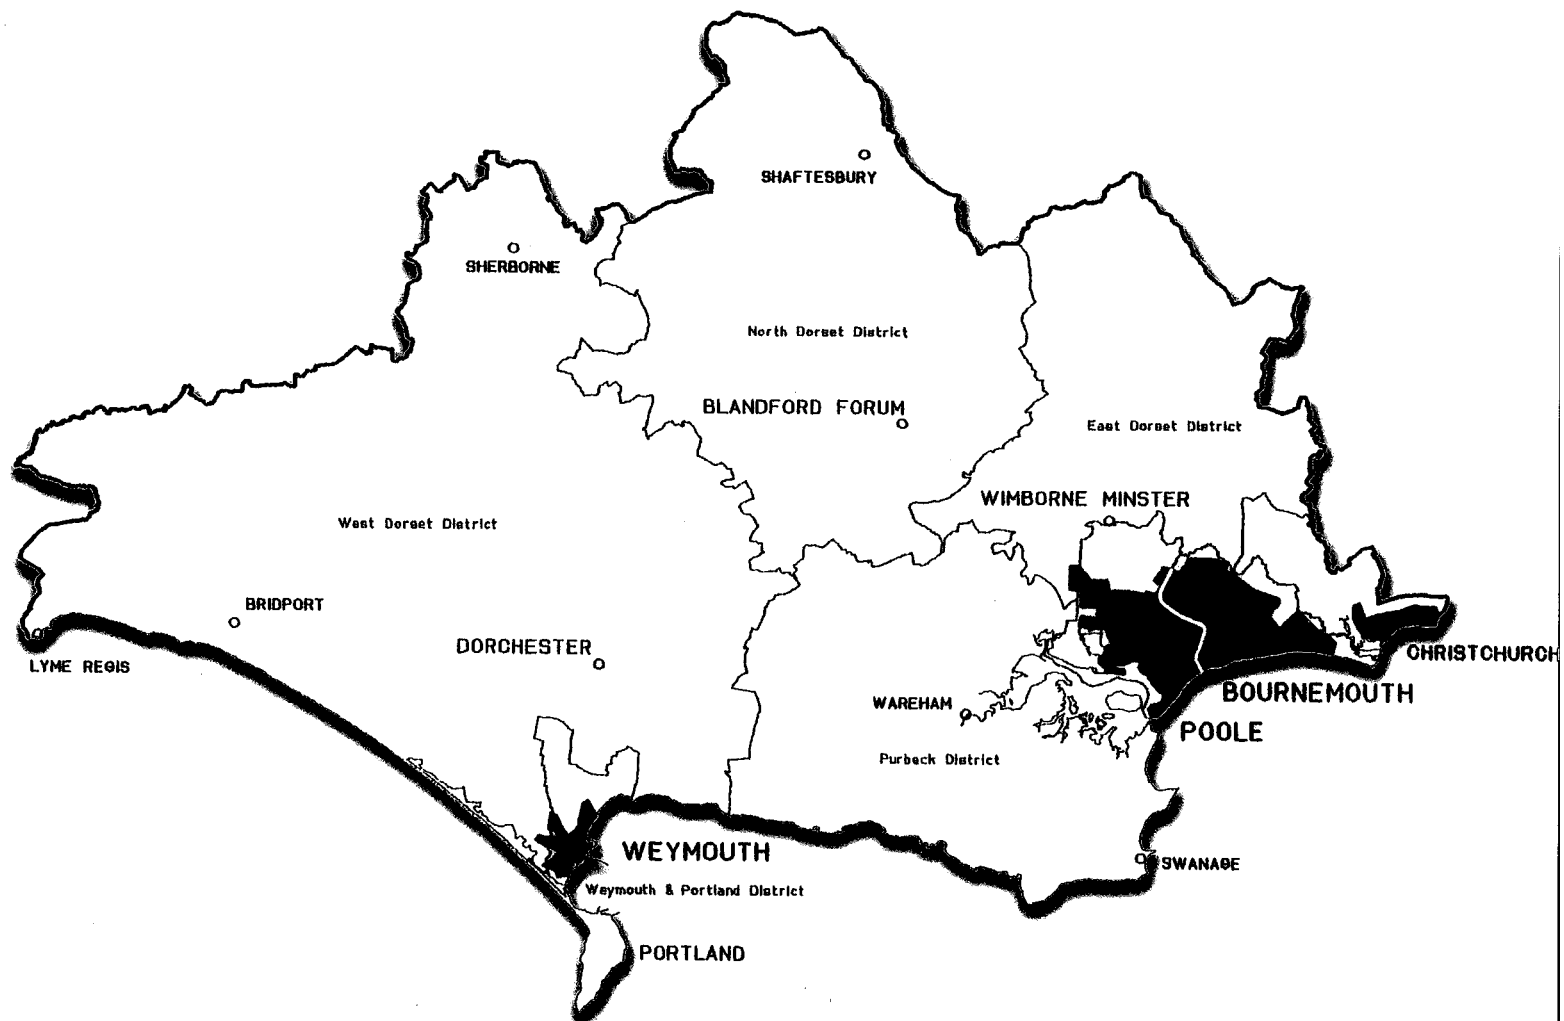 SHAFTESBURY
SHERBORNE
North Dorset District
BLANDFORD FORUM
East Dorset District
WIMBORNE MINSTER
West Dorset District
BRIDPORT
DORCHESTER
LYME REGIS
CHRISTCHURCH
BOURNEMOUTH
WAREHAM
POOLE
Purbeck District
WEYMOUTH
SWANAGE
Weymouth & Portland District
PORTLAND